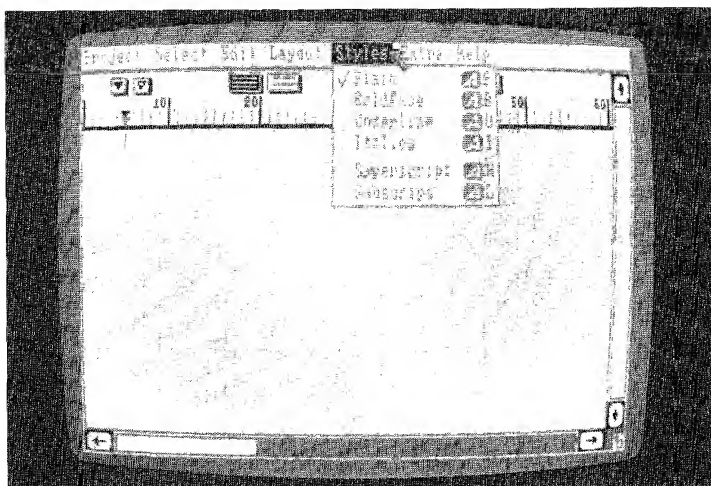 Project Select Edit Layout Styles Extra Help
Plain P
Boldface B
10 20 50 60
Underline U
Italics I
Superscript
Subscript